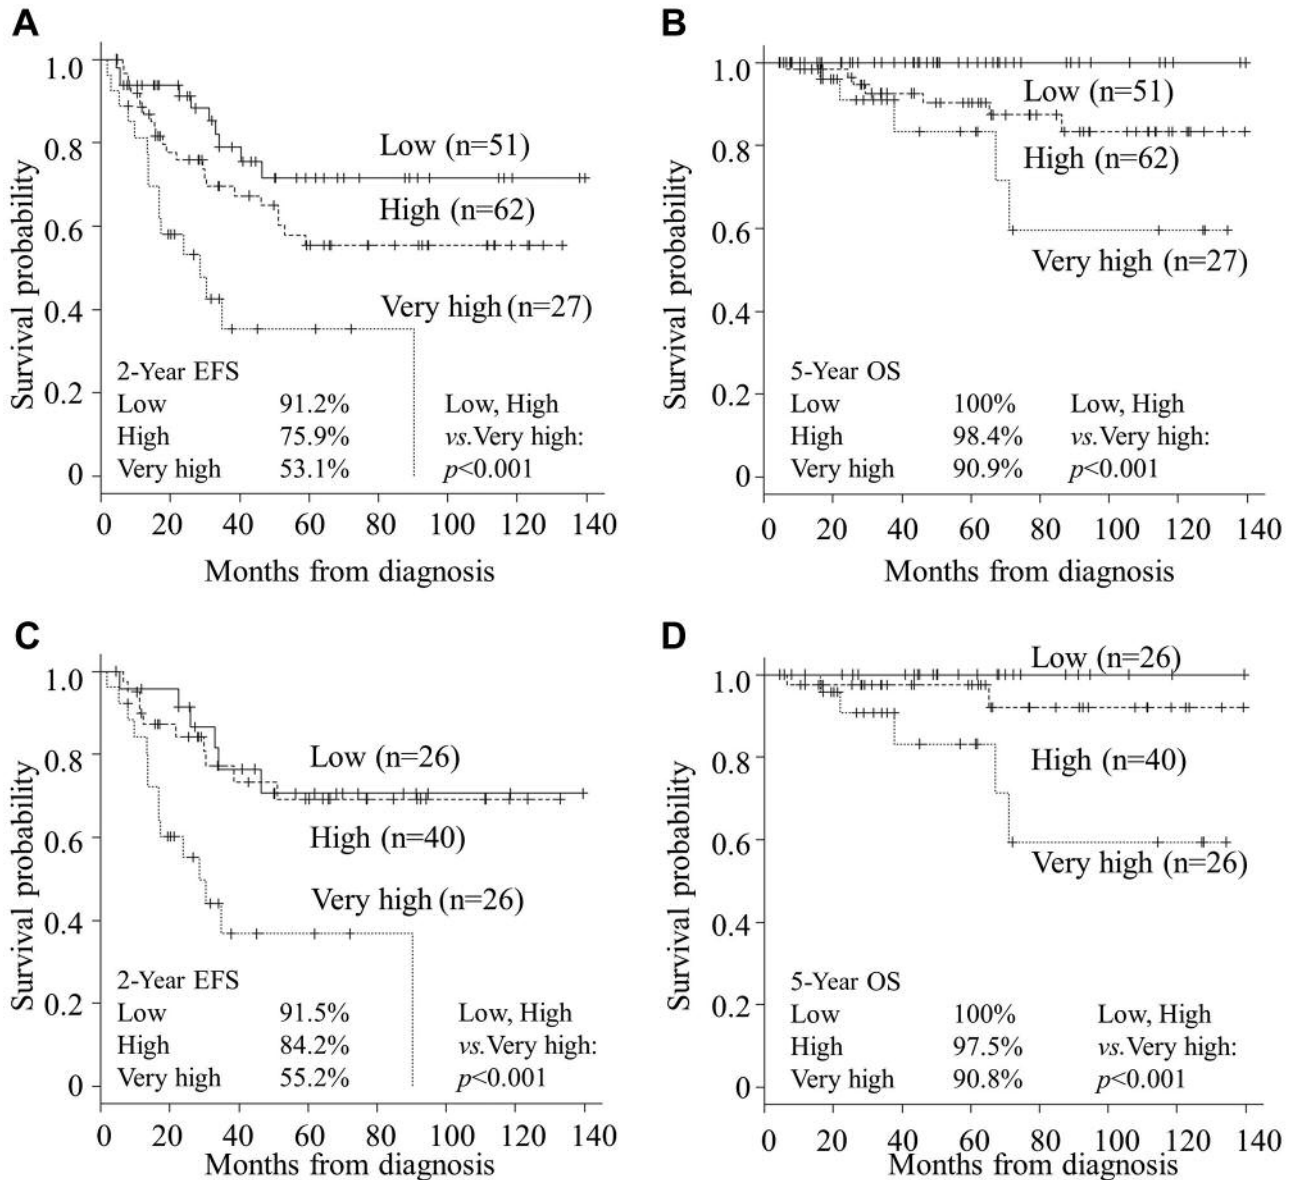 A
Survival probability
1.0
0.8
0.6
0.4
0.2
0
Low (n=51)
High (n=62)
Very high (n=27)
2-Year EFS
Low 91.2% Low, High
High 75.9% vs.Very high:
Very high 53.1% p<0.001
0 20 40 60 80 100 120 140
Months from diagnosis
B
Survival probability
1.0
0.8
0.6
0.4
0.2
0
Low (n=51)
High (n=62)
Very high (n=27)
5-Year OS
Low 100% Low, High
High 98.4% vs.Very high:
Very high 90.9% p<0.001
0 20 40 60 80 100 120 140
Months from diagnosis
C
Survival probability
1.0
0.8
0.6
0.4
0.2
0
Low (n=26)
High (n=40)
Very high (n=26)
2-Year EFS
Low 91.5% Low, High
High 84.2% vs.Very high:
Very high 55.2% p<0.001
0 20 40 60 80 100 120 140
Months from diagnosis
D
Survival probability
1.0
0.8
0.6
0.4
0.2
0
Low (n=26)
High (n=40)
Very high (n=26)
5-Year OS
Low 100% Low, High
High 97.5% vs.Very high:
Very high 90.8% p<0.001
0 20 40 60 80 100 120 140
Months from diagnosis